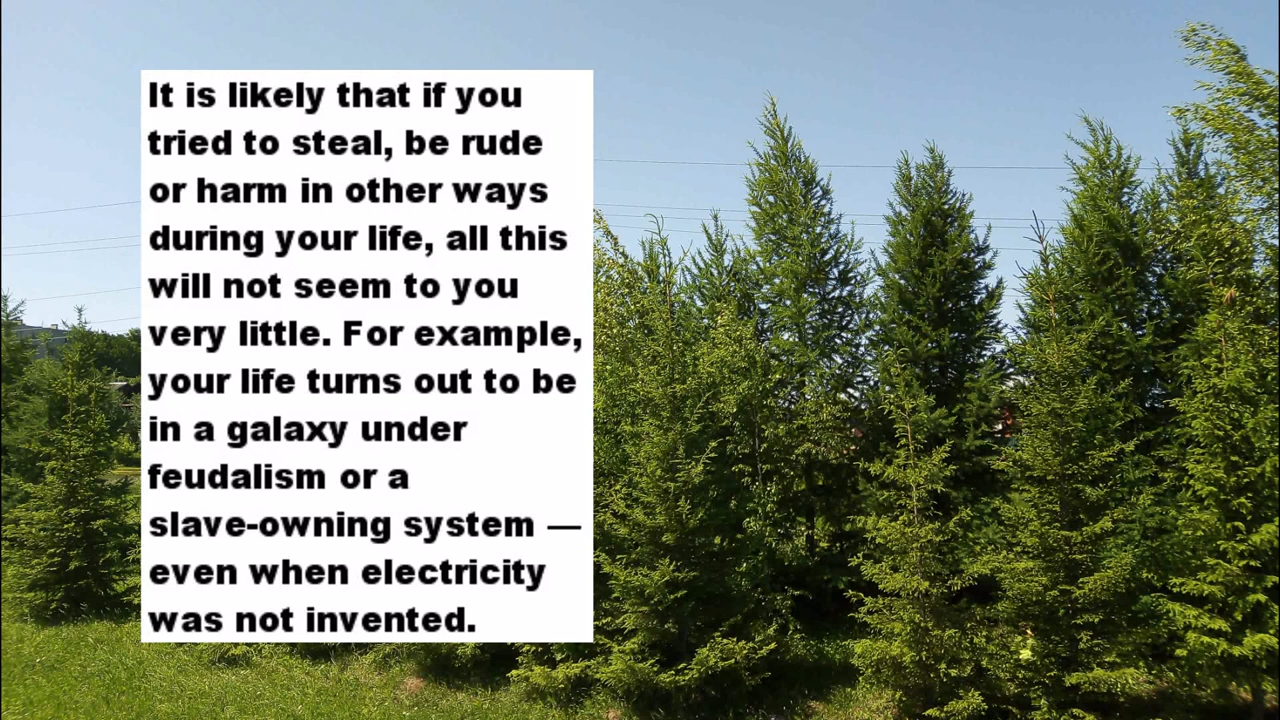 It is likely that if you
tried to steal, be rude
or harm in other ways
during your life, all this
will not seem to you
very little. For example,
your life turns out to be
in a galaxy under
feudalism or a
slave-owning system —
even when electricity
was not invented.